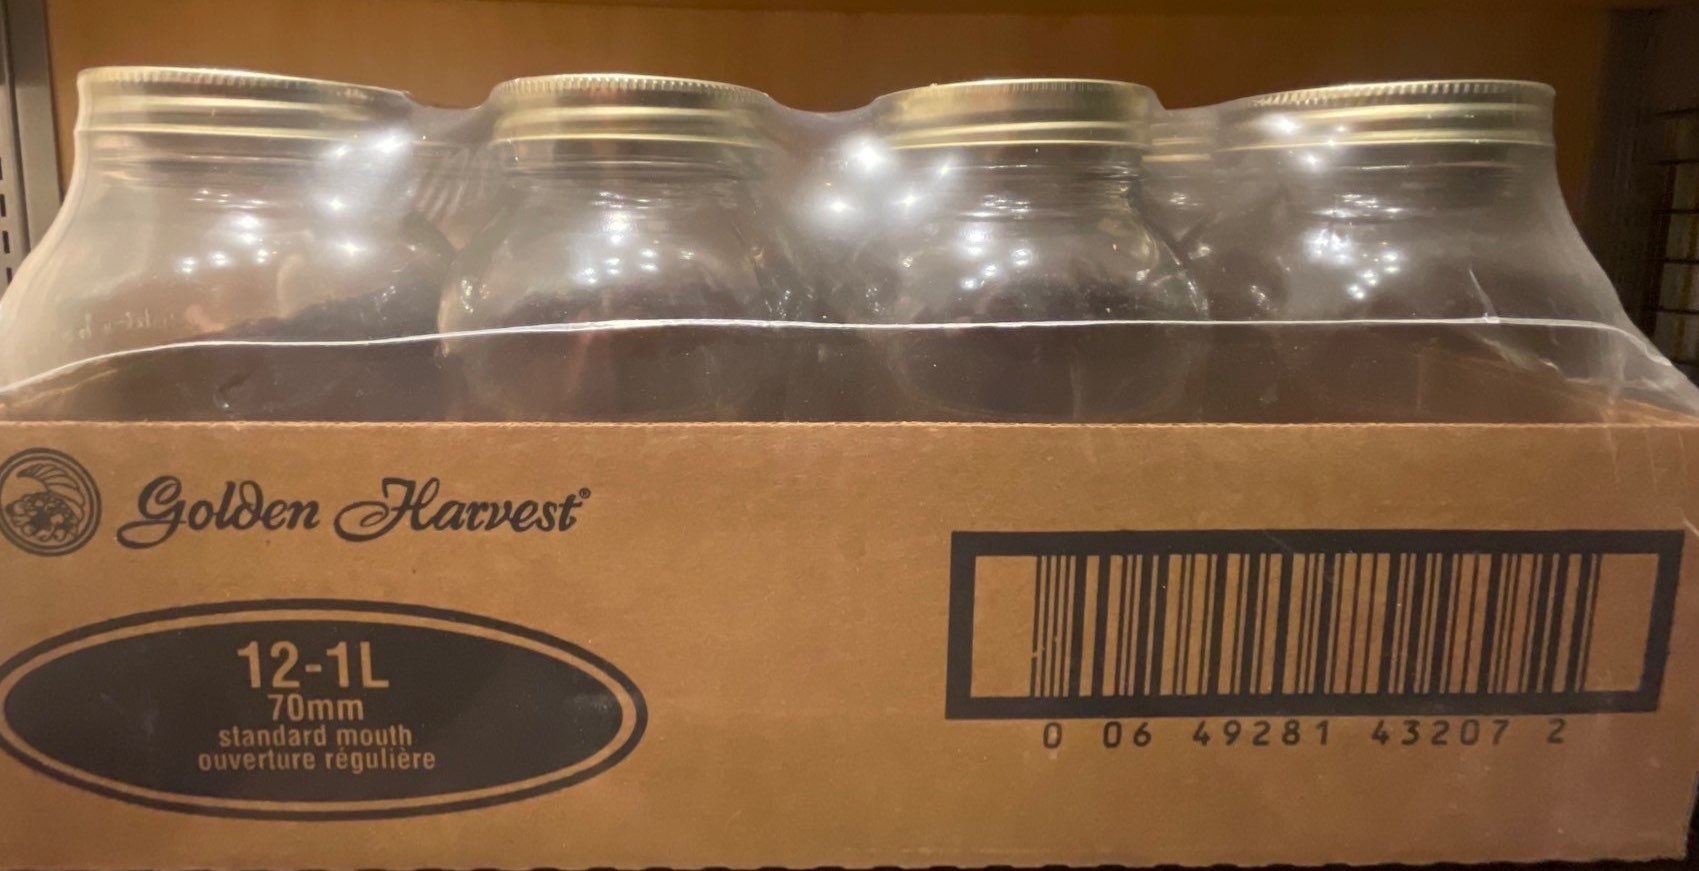 Golden Harvest®
12-1L
70mm
standard mouth
ouverture régulière
0 06 49281 43207 2